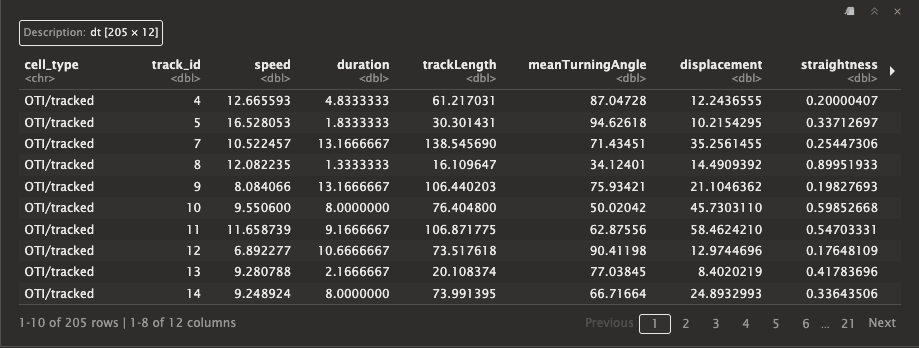 Description: dt [205 × 12]
cell_type track_id speed duration trackLength meanTurningAngle displacement straightness
<chr> <dbl> <dbl> <dbl> <dbl> <dbl> <dbl> <dbl>
OTI/tracked 4 12.665593 4.8333333 61.217031 87.04728 12.2436555 0.20000407
OTI/tracked 5 16.528053 1.8333333 30.301431 94.62618 10.2154295 0.33712697
OTI/tracked 7 10.522457 13.1666667 138.545690 71.43451 35.2561455 0.25447306
OTI/tracked 8 12.082235 1.3333333 16.109647 34.12401 14.4909392 0.89951933
OTI/tracked 9 8.084066 13.1666667 106.440203 75.93421 21.1046362 0.19827693
OTI/tracked 10 9.550600 8.0000000 76.404800 50.02042 45.7303110 0.59852668
OTI/tracked 11 11.658739 9.1666667 106.871775 62.87556 58.4624210 0.54703331
OTI/tracked 12 6.892277 10.6666667 73.517618 90.41198 12.9744696 0.17648109
OTI/tracked 13 9.280788 2.1666667 20.108374 77.03845 8.4020219 0.41783696
OTI/tracked 14 9.248924 8.0000000 73.991395 66.71664 24.8932993 0.33643506
1-10 of 205 rows | 1-8 of 12 columns Previous 1 2 3 4 5 6 ... 21 Next